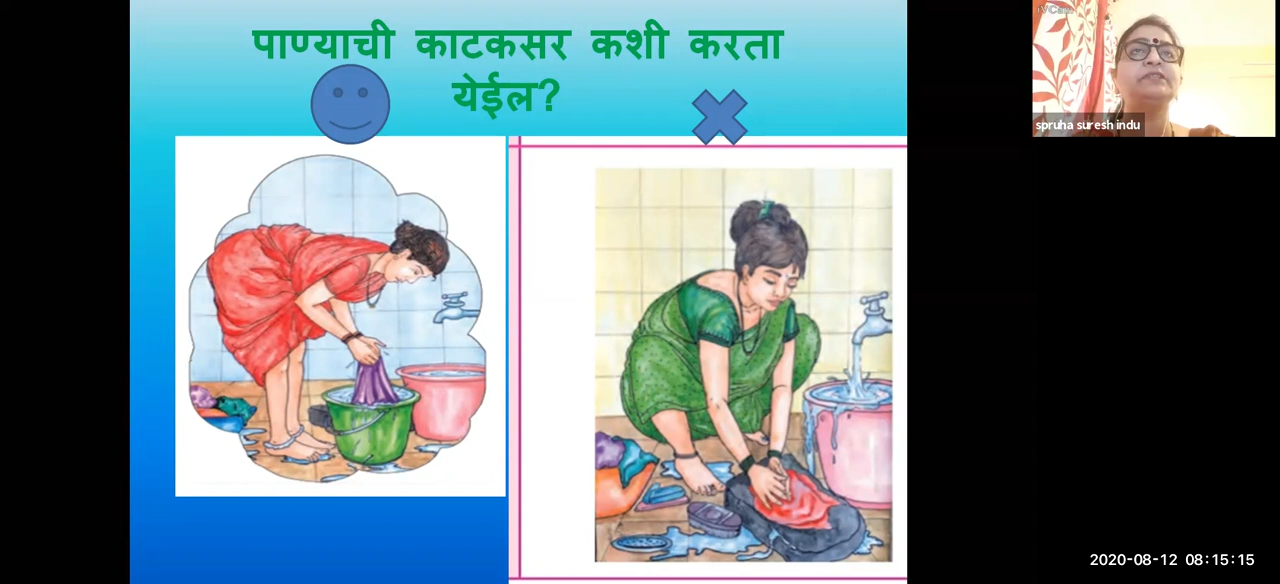 पाण्याची काटकसर कशी करता
येईल?
spruha suresh indu
2020-08-12 08:15:15